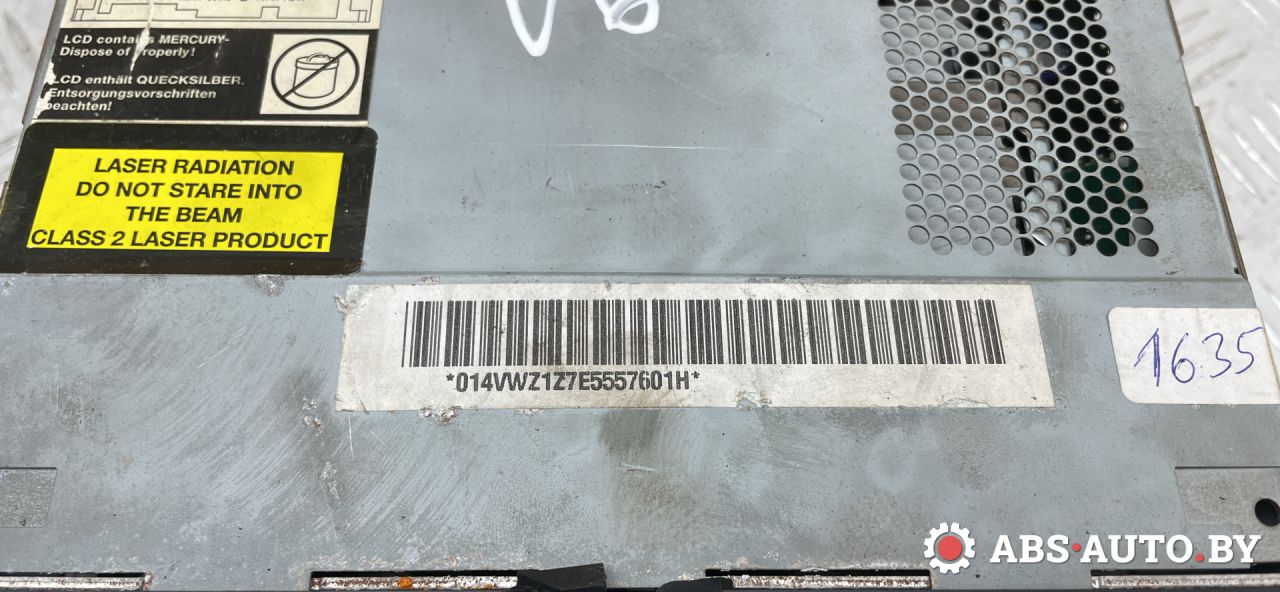 V6
LCD contains MERCURY-
Dispose of properly!
LCD enthält QUECKSILBER.
Entsorgungsvorschriften
beachten!
LASER RADIATION
DO NOT STARE INTO
THE BEAM
CLASS 2 LASER PRODUCT
*014VWZ1Z7E5557601H*
1635
ABS·AUTO.BY